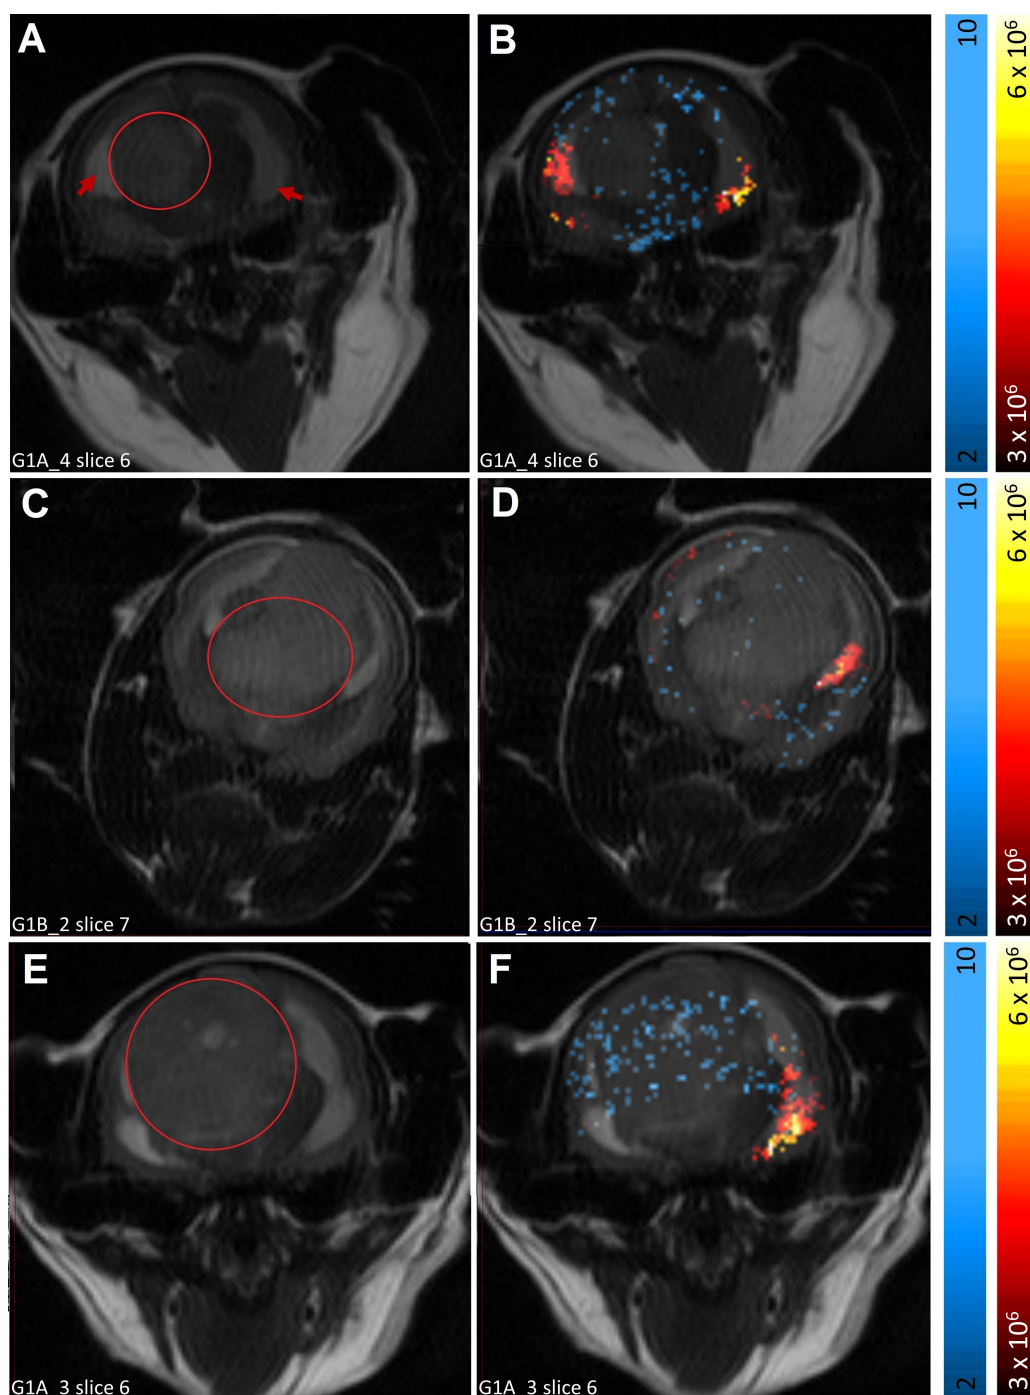 A
B
G1A_4 slice 6
G1A_4 slice 6
10
2
6 x 10⁶
3 x 10⁶
C
D
G1B_2 slice 7
G1B_2 slice 7
10
2
6 x 10⁶
3 x 10⁶
E
F
G1A_3 slice 6
G1A_3 slice 6
10
2
6 x 10⁶
3 x 10⁶